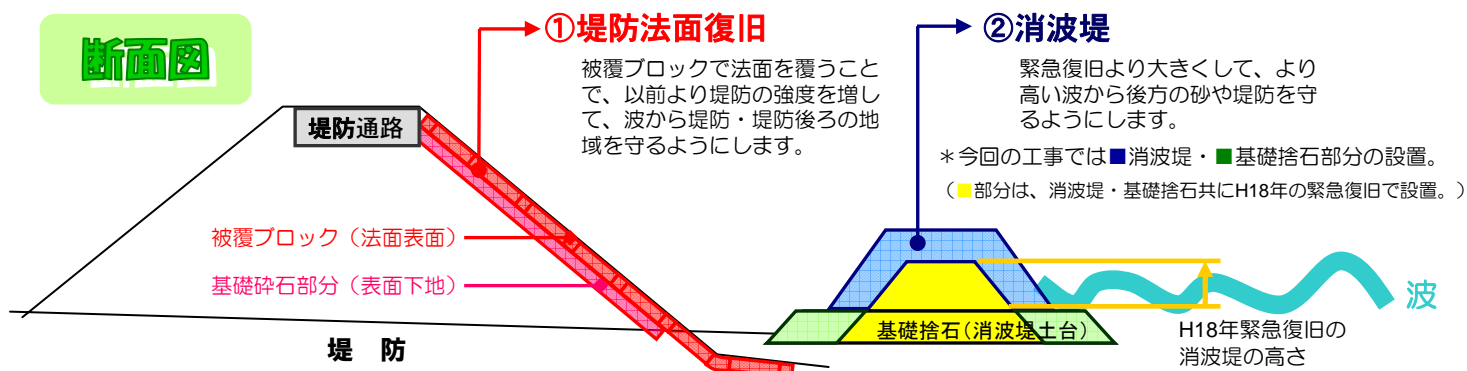 断面図
①堤防法面復旧
被覆ブロックで法面を覆うこと
で、以前より堤防の強度を増し
て、波から堤防・堤防後ろの地
域を守るようにします。
②消波堤
緊急復旧より大きくして、より
高い波から後方の砂や堤防を守
るようにします。
＊今回の工事では■消波堤・■基礎捨石部分の設置。
（■部分は、消波堤・基礎捨石共にH18年の緊急復旧で設置。）
堤防通路
被覆ブロック（法面表面）
基礎砕石部分（表面下地）
堤 防
基礎捨石（消波堤土台）
波
H18年緊急復旧の
消波堤の高さ